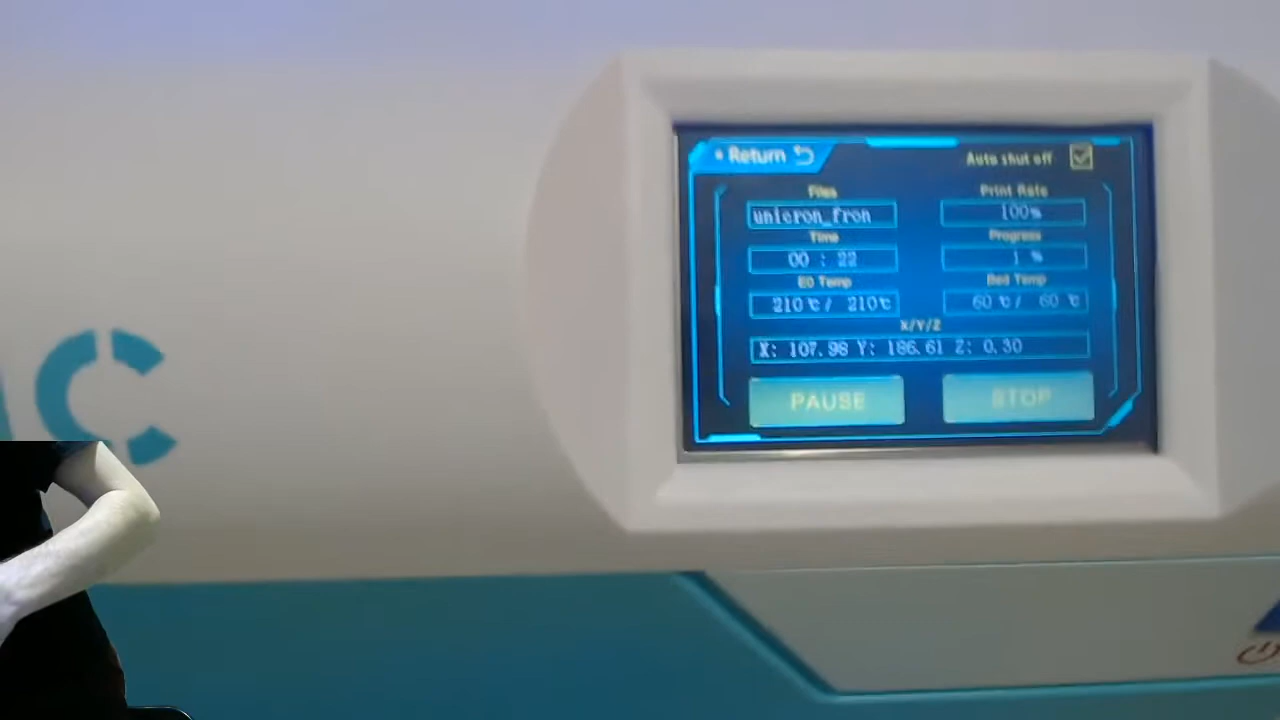 Return
Auto shut off
Files
Print Rate
unicron_fron
100%
Time
Progress
00 : 22
1 %
E0 Temp
Bed Temp
210℃/ 210℃
60℃/ 60℃
X/Y/Z
X: 107.98 Y: 186.61 Z: 0.30
PAUSE
STOP
C